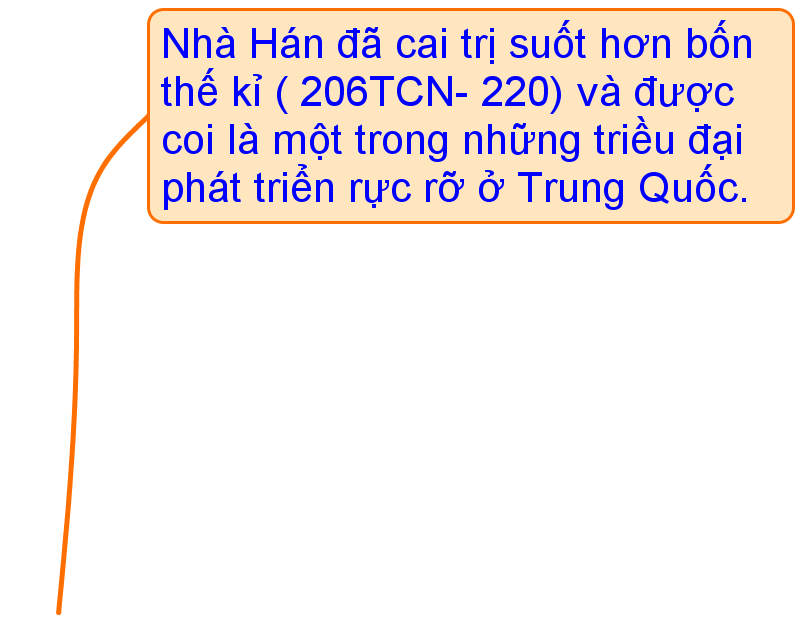 Nhà Hán đã cai trị suốt hơn bốn
thế kỉ ( 206TCN- 220) và được
coi là một trong những triều đại
phát triển rực rỡ ở Trung Quốc.